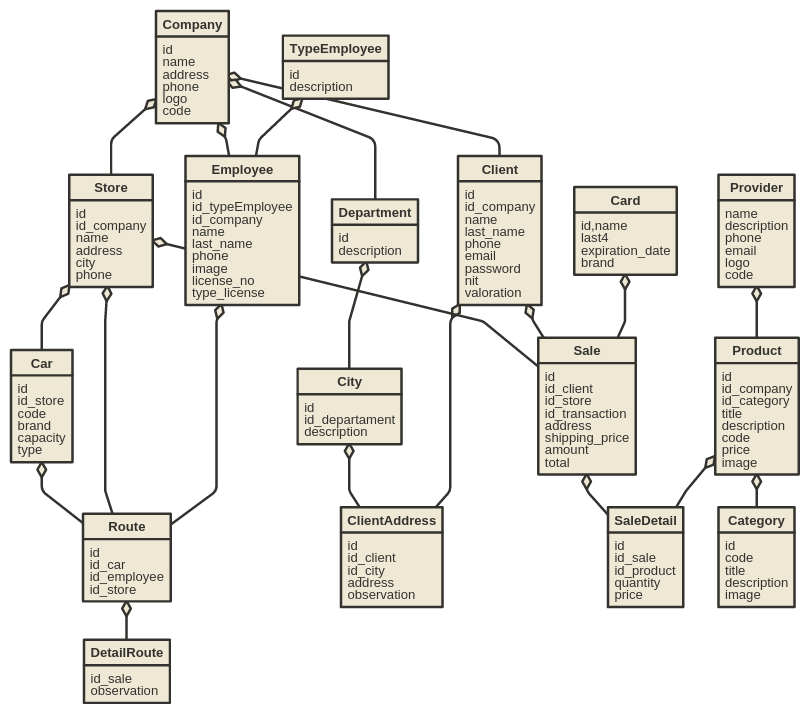 Company
id
name
address
phone
logo
code
TypeEmployee
id
description
Store
id
id_company
name
address
city
phone
Employee
id
id_typeEmployee
id_company
name
last_name
phone
image
license_no
type_license
Department
id
description
Client
id
id_company
name
last_name
phone
email
password
nit
valoration
Card
id,name
last4
expiration_date
brand
Provider
name
description
phone
email
logo
code
Car
id
id_store
code
brand
capacity
type
City
id
id_departament
description
Sale
id
id_client
id_store
id_transaction
address
shipping_price
amount
total
Product
id
id_company
id_category
title
description
code
price
image
Route
id
id_car
id_employee
id_store
ClientAddress
id
id_client
id_city
address
observation
SaleDetail
id
id_sale
id_product
quantity
price
Category
id
code
title
description
image
DetailRoute
id_sale
observation